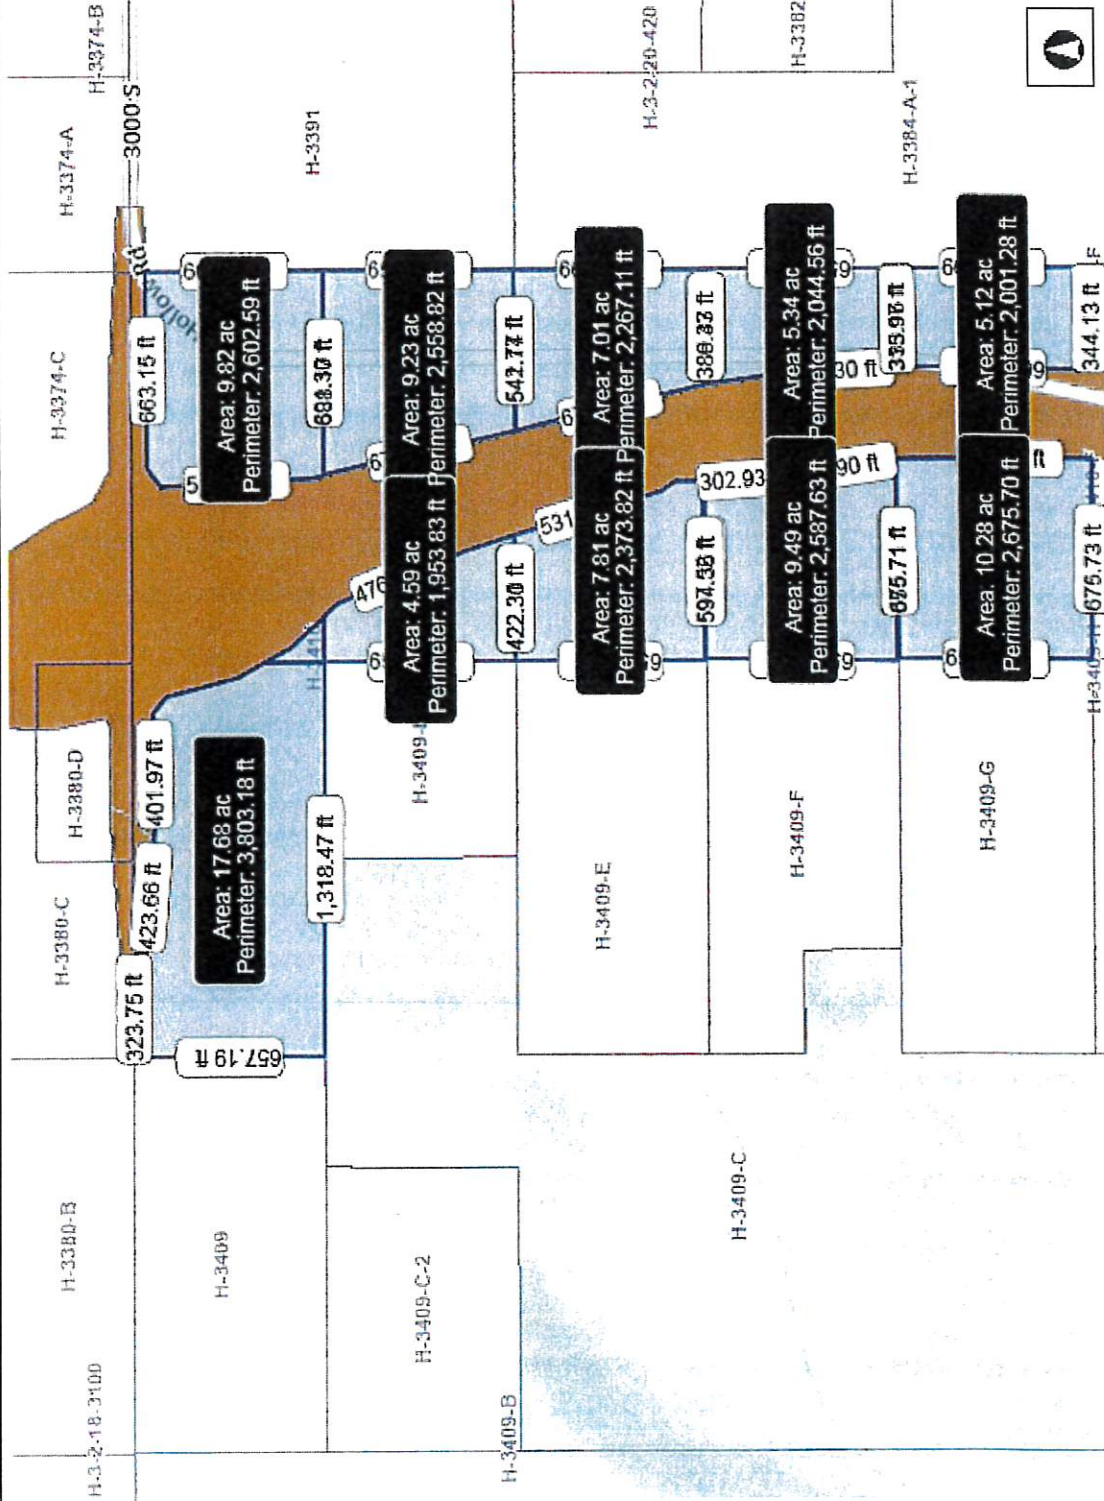 H-3374-B
H-3374-A
3000 S
H-3374-C
H-3380-D
H-3380-C
H-3380-B
H-3-2-18-3100
H-3391
663.15 ft
401.97 ft
423.66 ft
323.75 ft
657.19 ft
Area: 9.82 ac
Perimeter: 2,602.59 ft
Area: 17.68 ac
Perimeter: 3,803.18 ft
H-3409
1,318.47 ft
Area: 9.23 ac
Perimeter: 2,558.82 ft
Area: 4.59 ac
Perimeter: 1,953.83 ft
H-3409-C-2
422.30 ft
H-3409-B
H-3-2-20-420
H-3382
Area: 7.01 ac
Perimeter: 2,267.11 ft
531
Area: 7.81 ac
Perimeter: 2,373.82 ft
H-3409-E
302.93
H-3409-C
Area: 5.34 ac
Perimeter: 2,044.56 ft
Area: 9.49 ac
Perimeter: 2,587.63 ft
H-3409-F
H-3384-A-1
30 ft
90 ft
Area: 5.12 ac
Perimeter: 2,001.28 ft
Area: 10.28 ac
Perimeter: 2,675.70 ft
H-3409-G
344.13 ft
675.73 ft